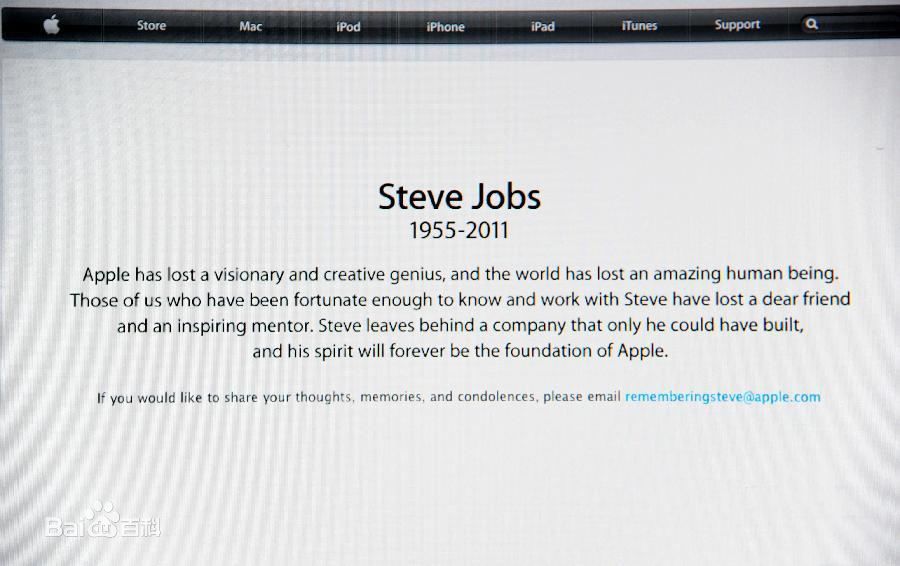 Store Mac iPod iPhone iPad iTunes Support
Steve Jobs
1955-2011
Apple has lost a visionary and creative genius, and the world has lost an amazing human being.
Those of us who have been fortunate enough to know and work with Steve have lost a dear friend
and an inspiring mentor. Steve leaves behind a company that only he could have built,
and his spirit will forever be the foundation of Apple.
If you would like to share your thoughts, memories, and condolences, please email rememberingsteve@apple.com
Bai du 百科